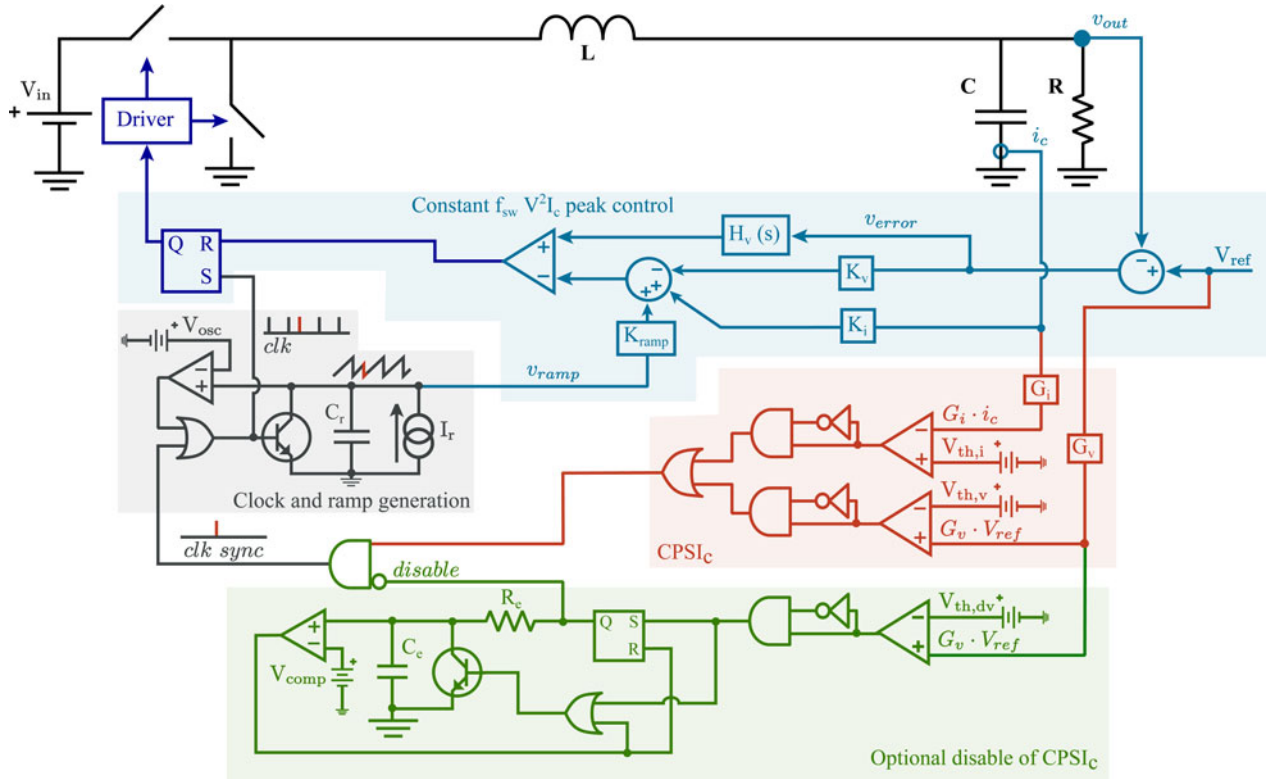 v_out
L
V_in
+
C
R
Driver
i_c
Constant f_sw V²I_c peak control
v_error
Q R
S
H_v (s)
+
−
− + +
K_v
− +
V_ref
K_i
K_ramp
+ V_osc
clk
v_ramp
−
+
C_r
I_r
G_i
G_i · i_c
−
V_th,i +
+
G_v
Clock and ramp generation
V_th,v +
−
G_v · V_ref
+
clk sync
CPSI_C
disable
R_e
V_th,dv +
−
Q S
R
G_v · V_ref
+
+
−
C_e
V_comp +
Optional disable of CPSI_C